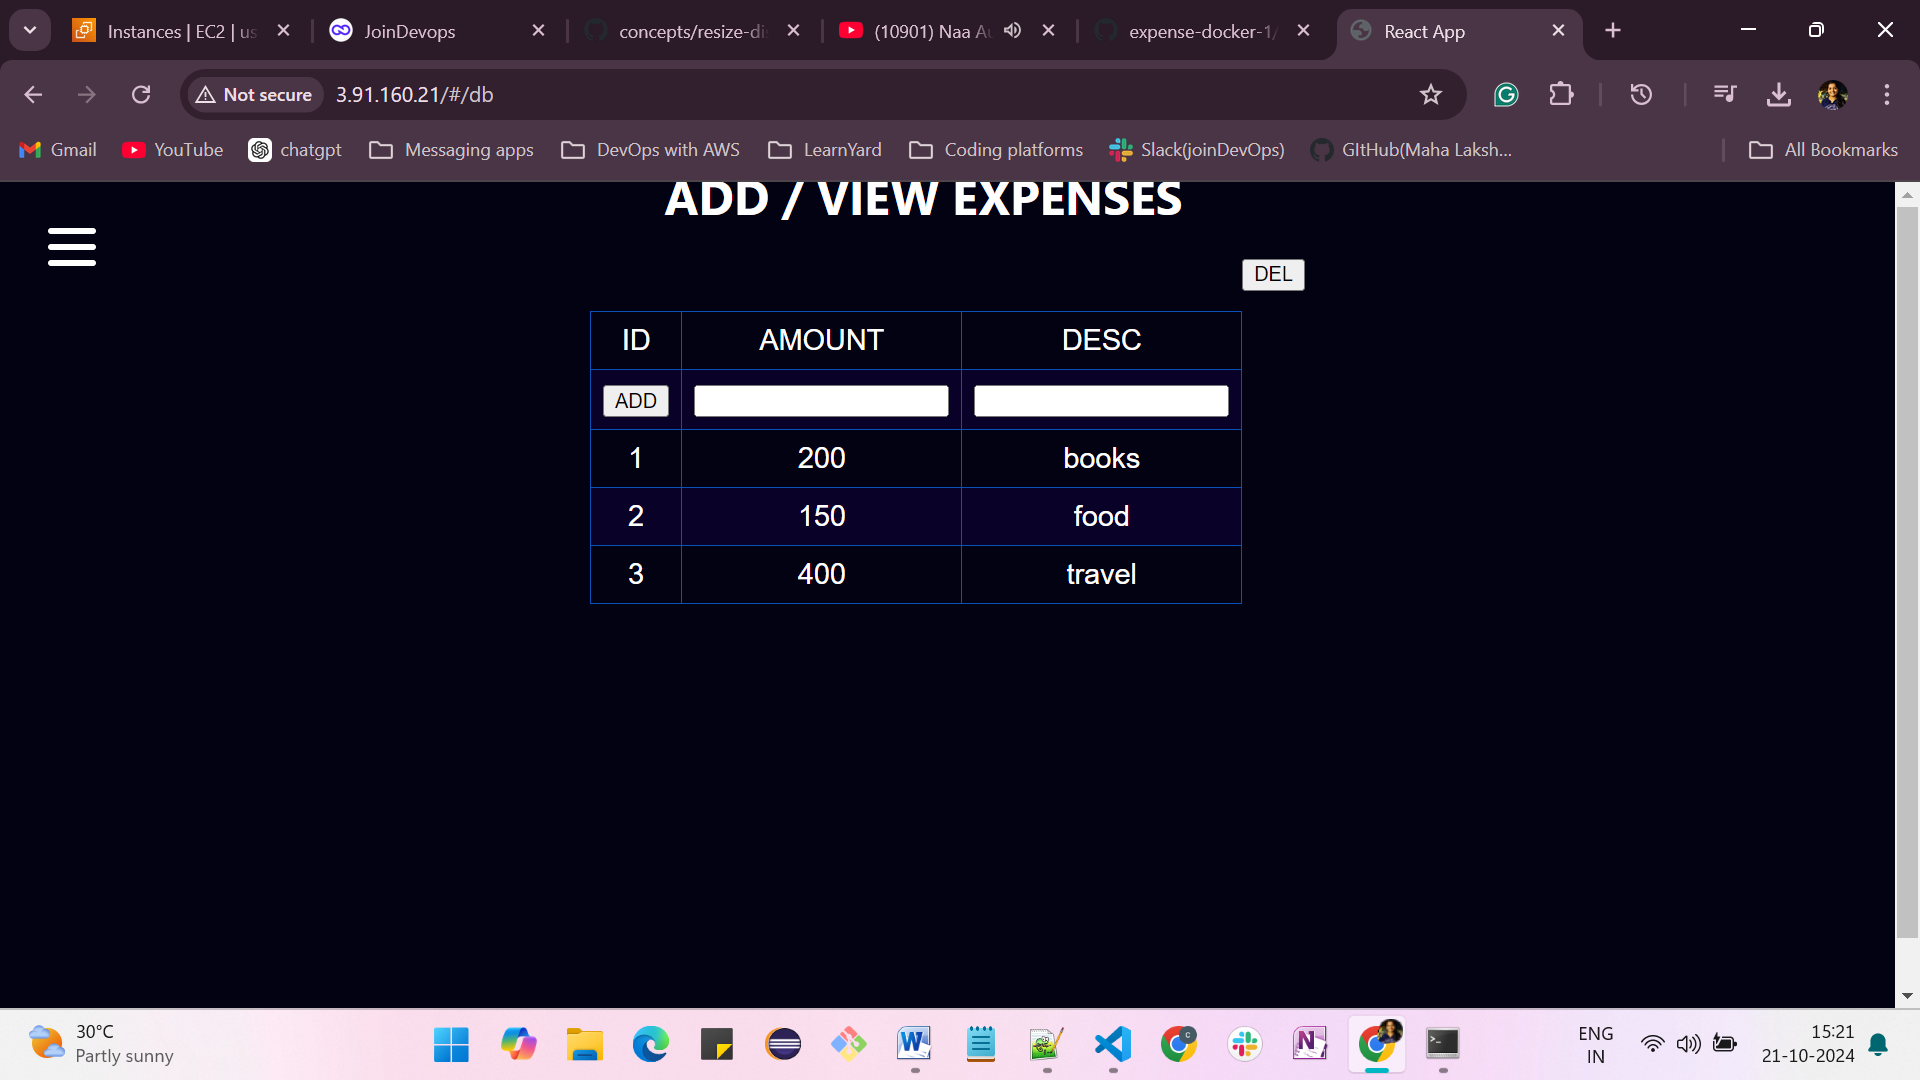 Instances | EC2 | us
JoinDevops
concepts/resize-di
(10901) Naa Au
expense-docker-1/
React App
Not secure
3.91.160.21/#/db
Gmail
YouTube
chatgpt
Messaging apps
DevOps with AWS
LearnYard
Coding platforms
Slack(joinDevOps)
GItHub(Maha Laksh...
All Bookmarks
ADD / VIEW EXPENSES
DEL
ID AMOUNT DESC
ADD
1 200 books
2 150 food
3 400 travel
30°C
Partly sunny
ENG
IN
15:21
21-10-2024